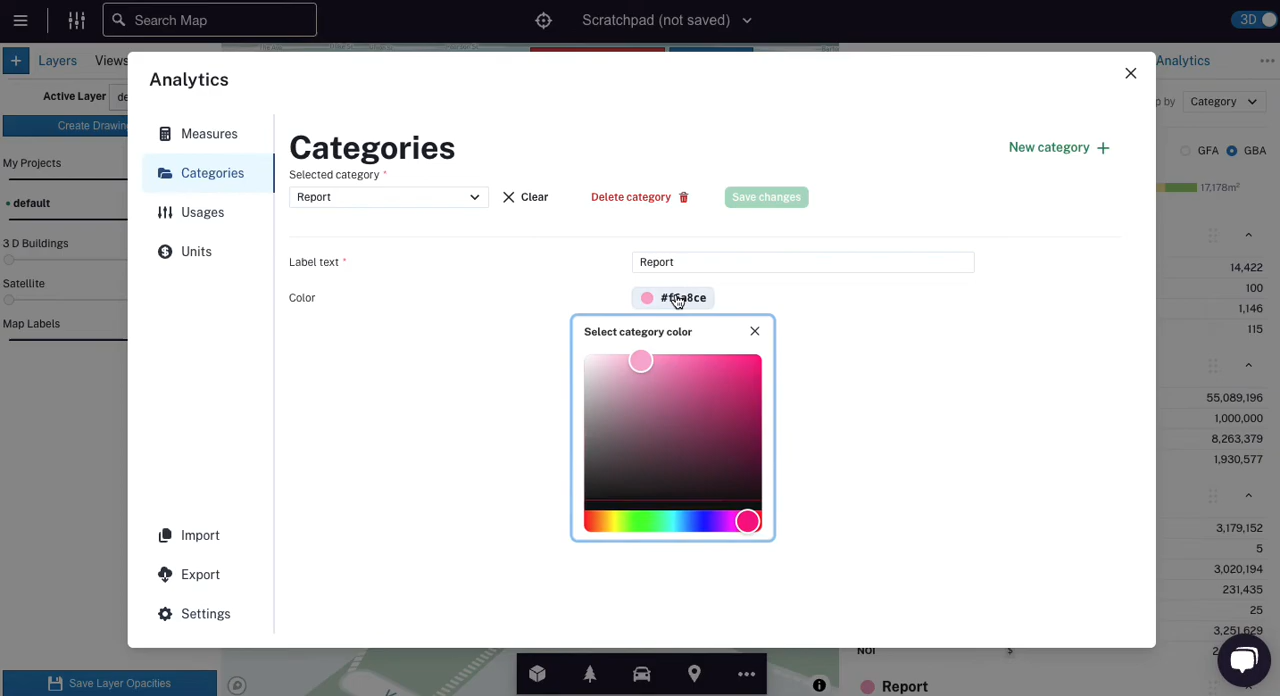 Search Map
Scratchpad (not saved)
3D
+ Layers Views
Analytics
Active Layer de
Category
Create Drawin
My Projects
GFA GBA
17,178m²
default
3 D Buildings
14,422
Satellite
100
1,146
Map Labels
115
55,089,196
1,000,000
8,263,379
1,930,577
3,179,152
5
3,020,194
231,435
25
3,251,629
NOI $
Report
Save Layer Opacities
Analytics
Measures
Categories
Usages
Units
Import
Export
Settings
Categories
New category +
Selected category *
Report
Clear
Delete category
Save changes
Label text *
Report
Color
Select category color